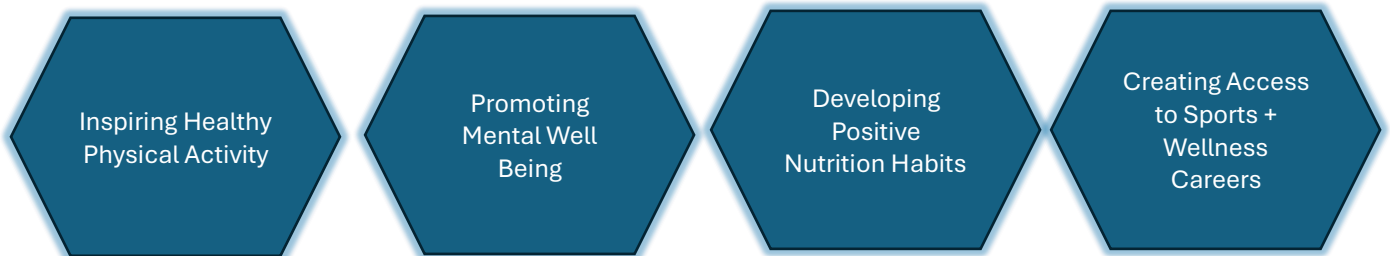 Inspiring Healthy
Physical Activity
Promoting
Mental Well
Being
Developing
Positive
Nutrition Habits
Creating Access
to Sports +
Wellness
Careers